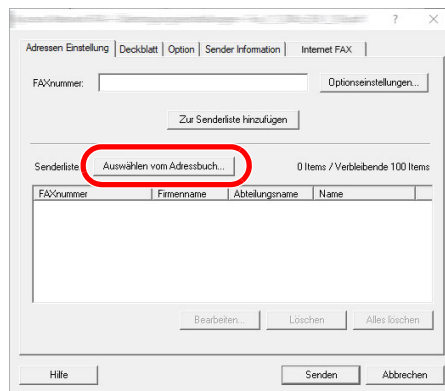 ? ×
Adressen Einstellung Deckblatt Option Sender Information Internet FAX
FAXnummer: Optionseinstellungen...
Zur Senderliste hinzufügen
Senderliste: Auswählen vom Adressbuch... 0 Items / Verbleibende 100 Items
FAXnummer Firmenname Abteilungsname Name
Bearbeiten... Löschen Alles löschen
Hilfe Senden Abbrechen